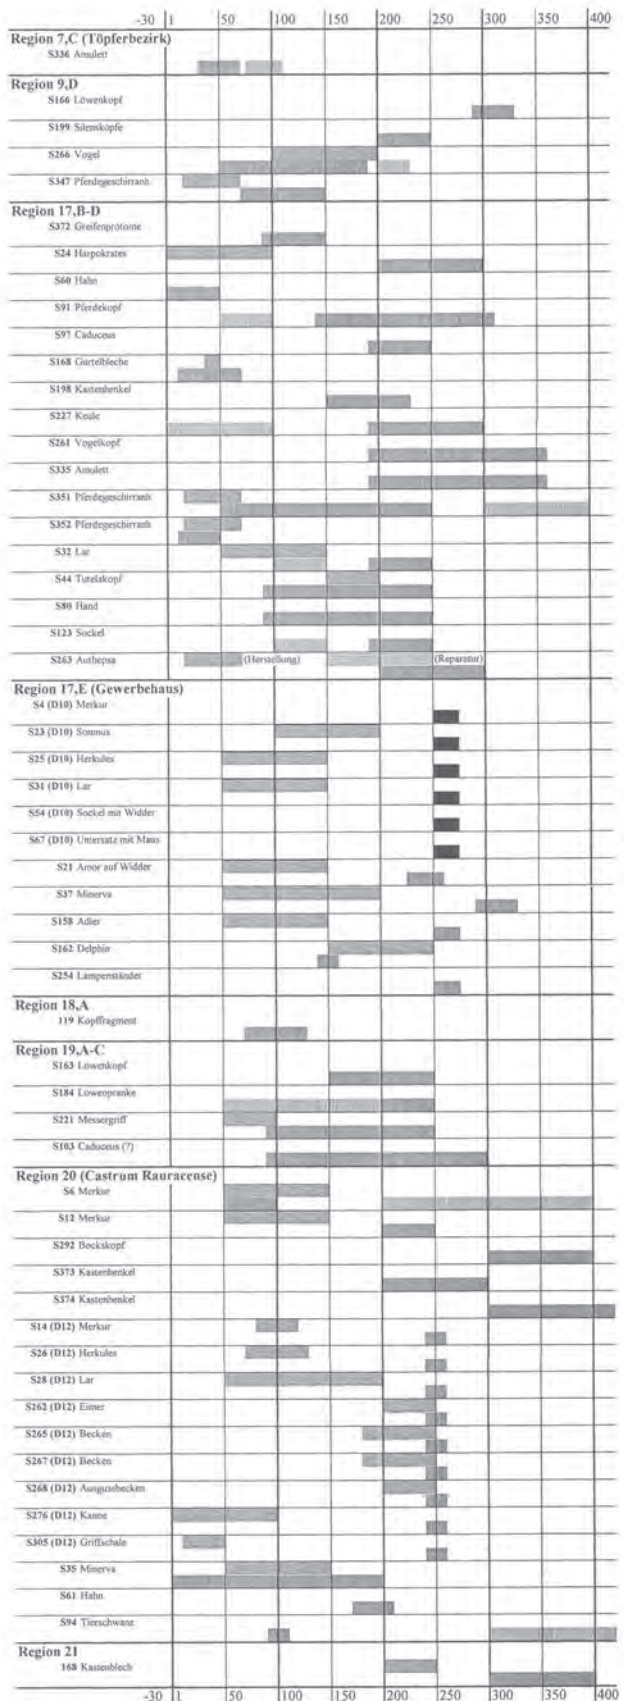 -30 1 50 100 150 200 250 300 350 400
Region 7,C (Töpferbezirk)
S336 Amulett
Region 9,D
S166 Löwenkopf
S199 Silensköpfe
S266 Vogel
S347 Pferdegeschirranh.
Region 17,B-D
S372 Greifenprotome
S24 Harpokrates
S60 Hahn
S91 Pferdekopf
S97 Caduceus
S168 Gürtelbleche
S198 Kastenhenkel
S227 Keule
S261 Vogelkopf
S335 Amulett
S351 Pferdegeschirranh
S352 Pferdegeschirranh
S32 Lar
S44 Tutelakopf
S80 Hand
S123 Sockel
S263 Authepsa (Herstellung) (Reparatur)
Region 17,E (Gewerbehaus)
S4 (D10) Merkur
S23 (D10) Somnus
S25 (D10) Herkules
S31 (D10) Lar
S54 (D10) Sockel mit Widder
S67 (D10) Untersatz mit Maus
S21 Amor auf Widder
S37 Minerva
S158 Adler
S162 Delphin
S254 Lampenständer
Region 18,A
119 Kopffragment
Region 19,A-C
S163 Löwenkopf
S184 Löwenpranke
S221 Messergriff
S103 Caduceus (?)
Region 20 (Castrum Rauracense)
S6 Merkur
S12 Merkur
S292 Bockskopf
S373 Kastenhenkel
S374 Kastenhenkel
S14 (D12) Merkur
S26 (D12) Herkules
S28 (D12) Lar
S262 (D12) Eimer
S265 (D12) Becken
S267 (D12) Becken
S268 (D12) Ausgussbecken
S276 (D12) Kanne
S305 (D12) Griffschale
S35 Minerva
S61 Hahn
S94 Tierschwanz
Region 21
168 Kastenblech
-30 1 50 100 150 200 250 300 350 400